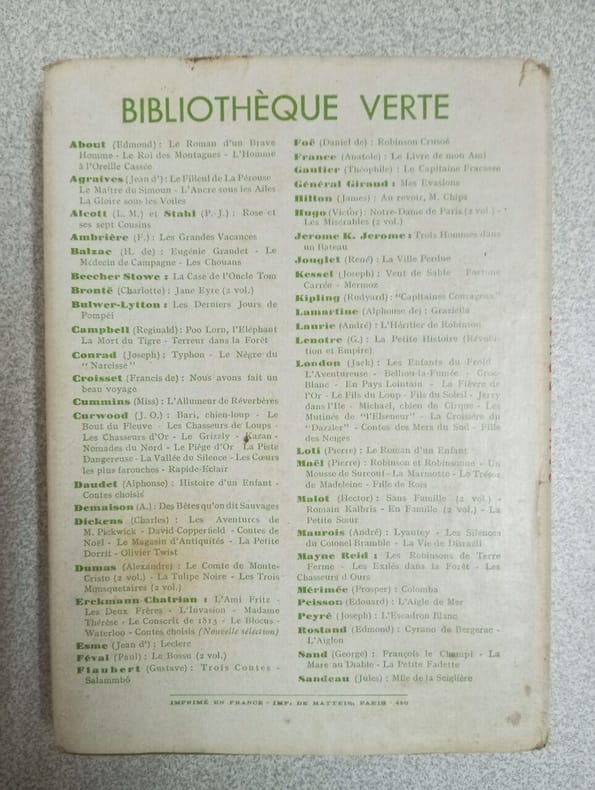 BIBLIOTHÈQUE VERTE
About (Edmond) : Le Roman d'un Brave
Homme - Le Roi des Montagnes - L'Homme
à l'Oreille Cassée
Agraives (Jean d') : Le Filleul de La Pérouse
Le Maître du Simoun - L'Ancre sous les Ailes
La Gloire sous les Voiles
Alcott (L. M.) et Stahl (P.-J.) : Rose et
ses sept Cousins
Ambrière (F.) : Les Grandes Vacances
Balzac (H. de) : Eugénie Grandet - Le
Médecin de Campagne - Les Chouans
Beecher Stowe : La Case de l'Oncle Tom
Brontë (Charlotte) : Jane Eyre (2 vol.)
Bulwer-Lytton : Les Derniers Jours de
Pompéi
Campbell (Reginald) : Poo Lorn, l'Eléphant
La Mort du Tigre - Terreur dans la Forêt
Conrad (Joseph) : Typhon - Le Nègre du
"Narcisse"
Croisset (Francis de) : Nous avons fait un
beau voyage
Cummins (Miss) : L'Allumeur de Réverbères
Curwood (J. O.) : Bari, chien-loup - Le
Bout du Fleuve - Les Chasseurs de Loups -
Les Chasseurs d'Or - Le Grizzly - Kazan -
Nomades du Nord - Le Piège d'Or - La Piste
Dangereuse - La Vallée du Silence - Les Cœurs
les plus farouches - Rapide-Eclair
Daudet (Alphonse) : Histoire d'un Enfant -
Contes choisis
Demaison (A.) : Des Bêtes qu'on dit Sauvages
Dickens (Charles) : Les Aventures de
M. Pickwick - David Copperfield - Contes de
Noël - Le Magasin d'Antiquités - La Petite
Dorrit - Olivier Twist
Dumas (Alexandre) : Le Comte de Monte-
Cristo (2 vol.) - La Tulipe Noire - Les Trois
Mousquetaires (2 vol.)
Erckmann-Chatrian : L'Ami Fritz -
Les Deux Frères - L'Invasion - Madame
Thérèse - Le Conscrit de 1813 - Le Blocus -
Waterloo - Contes choisis (Nouvelle sélection)
Esme (Jean d') : Leclerc
Féval (Paul) : Le Bossu (2 vol.)
Flaubert (Gustave) : Trois Contes -
Salammbô
Foë (Daniel de) : Robinson Crusoé
France (Anatole) : Le Livre de mon Ami
Gautier (Théophile) : Le Capitaine Fracasse
Général Giraud : Mes Evasions
Hilton (James) : Au revoir, M. Chips
Hugo (Victor) : Notre-Dame de Paris (2 vol.) -
Les Misérables (2 vol.)
Jerome K. Jerome : Trois Hommes dans
un Bateau
Jouglet (René) : La Ville Perdue
Kessel (Joseph) : Vent de Sable - Fortune
Carrée - Mermoz
Kipling (Rudyard) : "Capitaines Courageux"
Lamartine (Alphonse de) : Graziella
Laurie (André) : L'Héritier de Robinson
Lenotre (G.) : La Petite Histoire (Révolu-
tion et Empire)
London (Jack) : Les Enfants du Froid
L'Aventureuse - Belliou-la-Fumée - Croc-
Blanc - En Pays Lointain - La Fièvre de
l'Or - Le Fils du Loup - Fils du Soleil - Jerry
dans l'Ile - Michaël, chien de Cirque - Les
Mutinés de "l'Elseneur" - La Croisière du
"Dazzler" - Contes des Mers du Sud - Fille
des Neiges
Loti (Pierre) : Le Roman d'un Enfant
Maël (Pierre) : Robinson et Robinsonne - Un
Mousse de Surcouf - La Marmotte - Le Trésor
de Madeleine - Fille de Rois
Malot (Hector) : Sans Famille (2 vol.) -
Romain Kalbris - En Famille (2 vol.) - La
Petite Sœur
Maurois (André) : Lyautey - Les Silences
du Colonel Bramble - La Vie de Disraëli
Mayne Reid : Les Robinsons de Terre
Ferme - Les Exilés dans la Forêt - Les
Chasseurs d'Ours
Mérimée (Prosper) : Colomba
Peisson (Edouard) : L'Aigle de Mer
Peyré (Joseph) : L'Escadron Blanc
Rostand (Edmond) : Cyrano de Bergerac -
L'Aiglon
Sand (George) : François le Champi - La
Mare au Diable - La Petite Fadette
Sandeau (Jules) : Mlle de la Seiglière
IMPRIMÉ EN FRANCE - IMP. DE MATTEIS, PARIS - 480